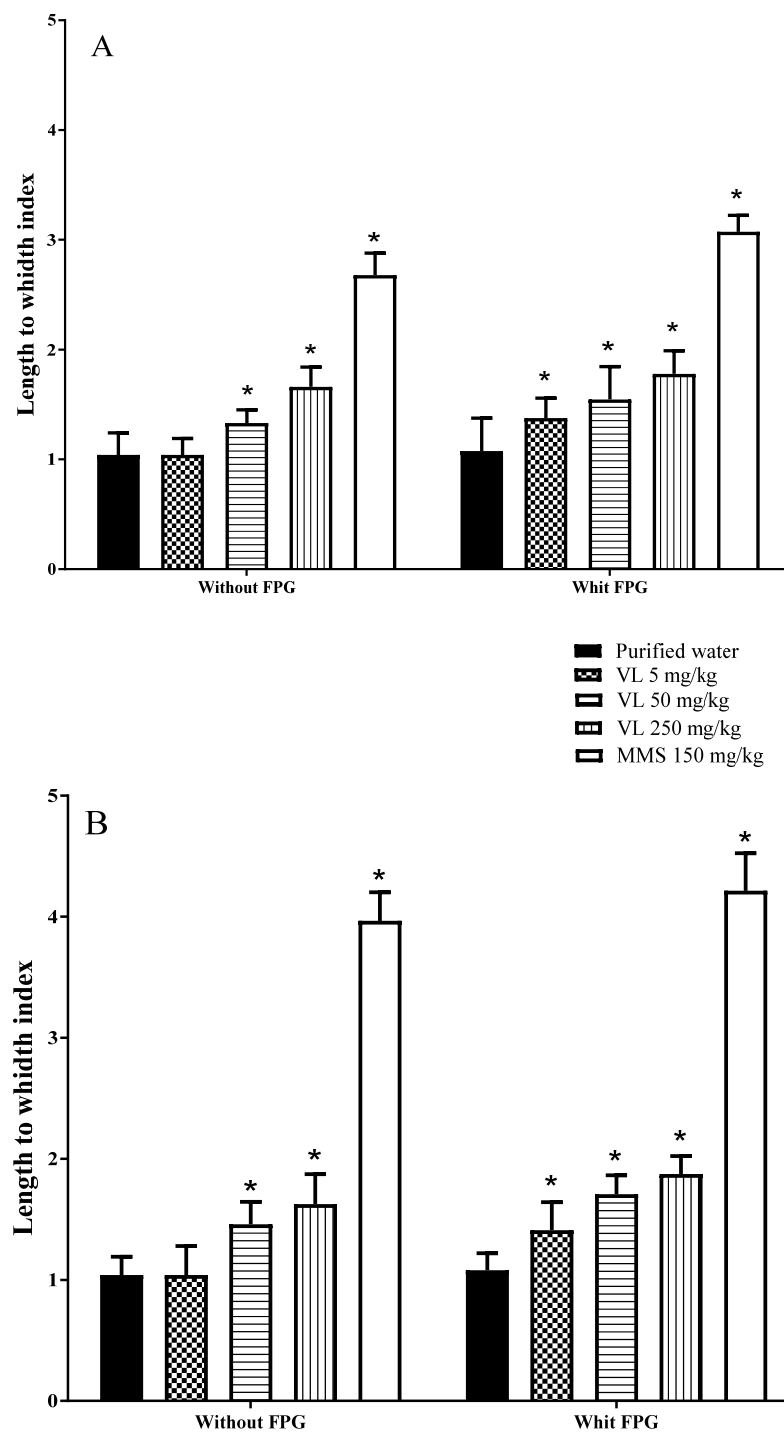 A
5
4
3
2
1
0
Length to whidth index
* * * * * * *
Without FPG Whit FPG
Purified water
VL 5 mg/kg
VL 50 mg/kg
VL 250 mg/kg
MMS 150 mg/kg
B
5
4
3
2
1
0
Length to whidth index
* * * * * * *
Without FPG Whit FPG